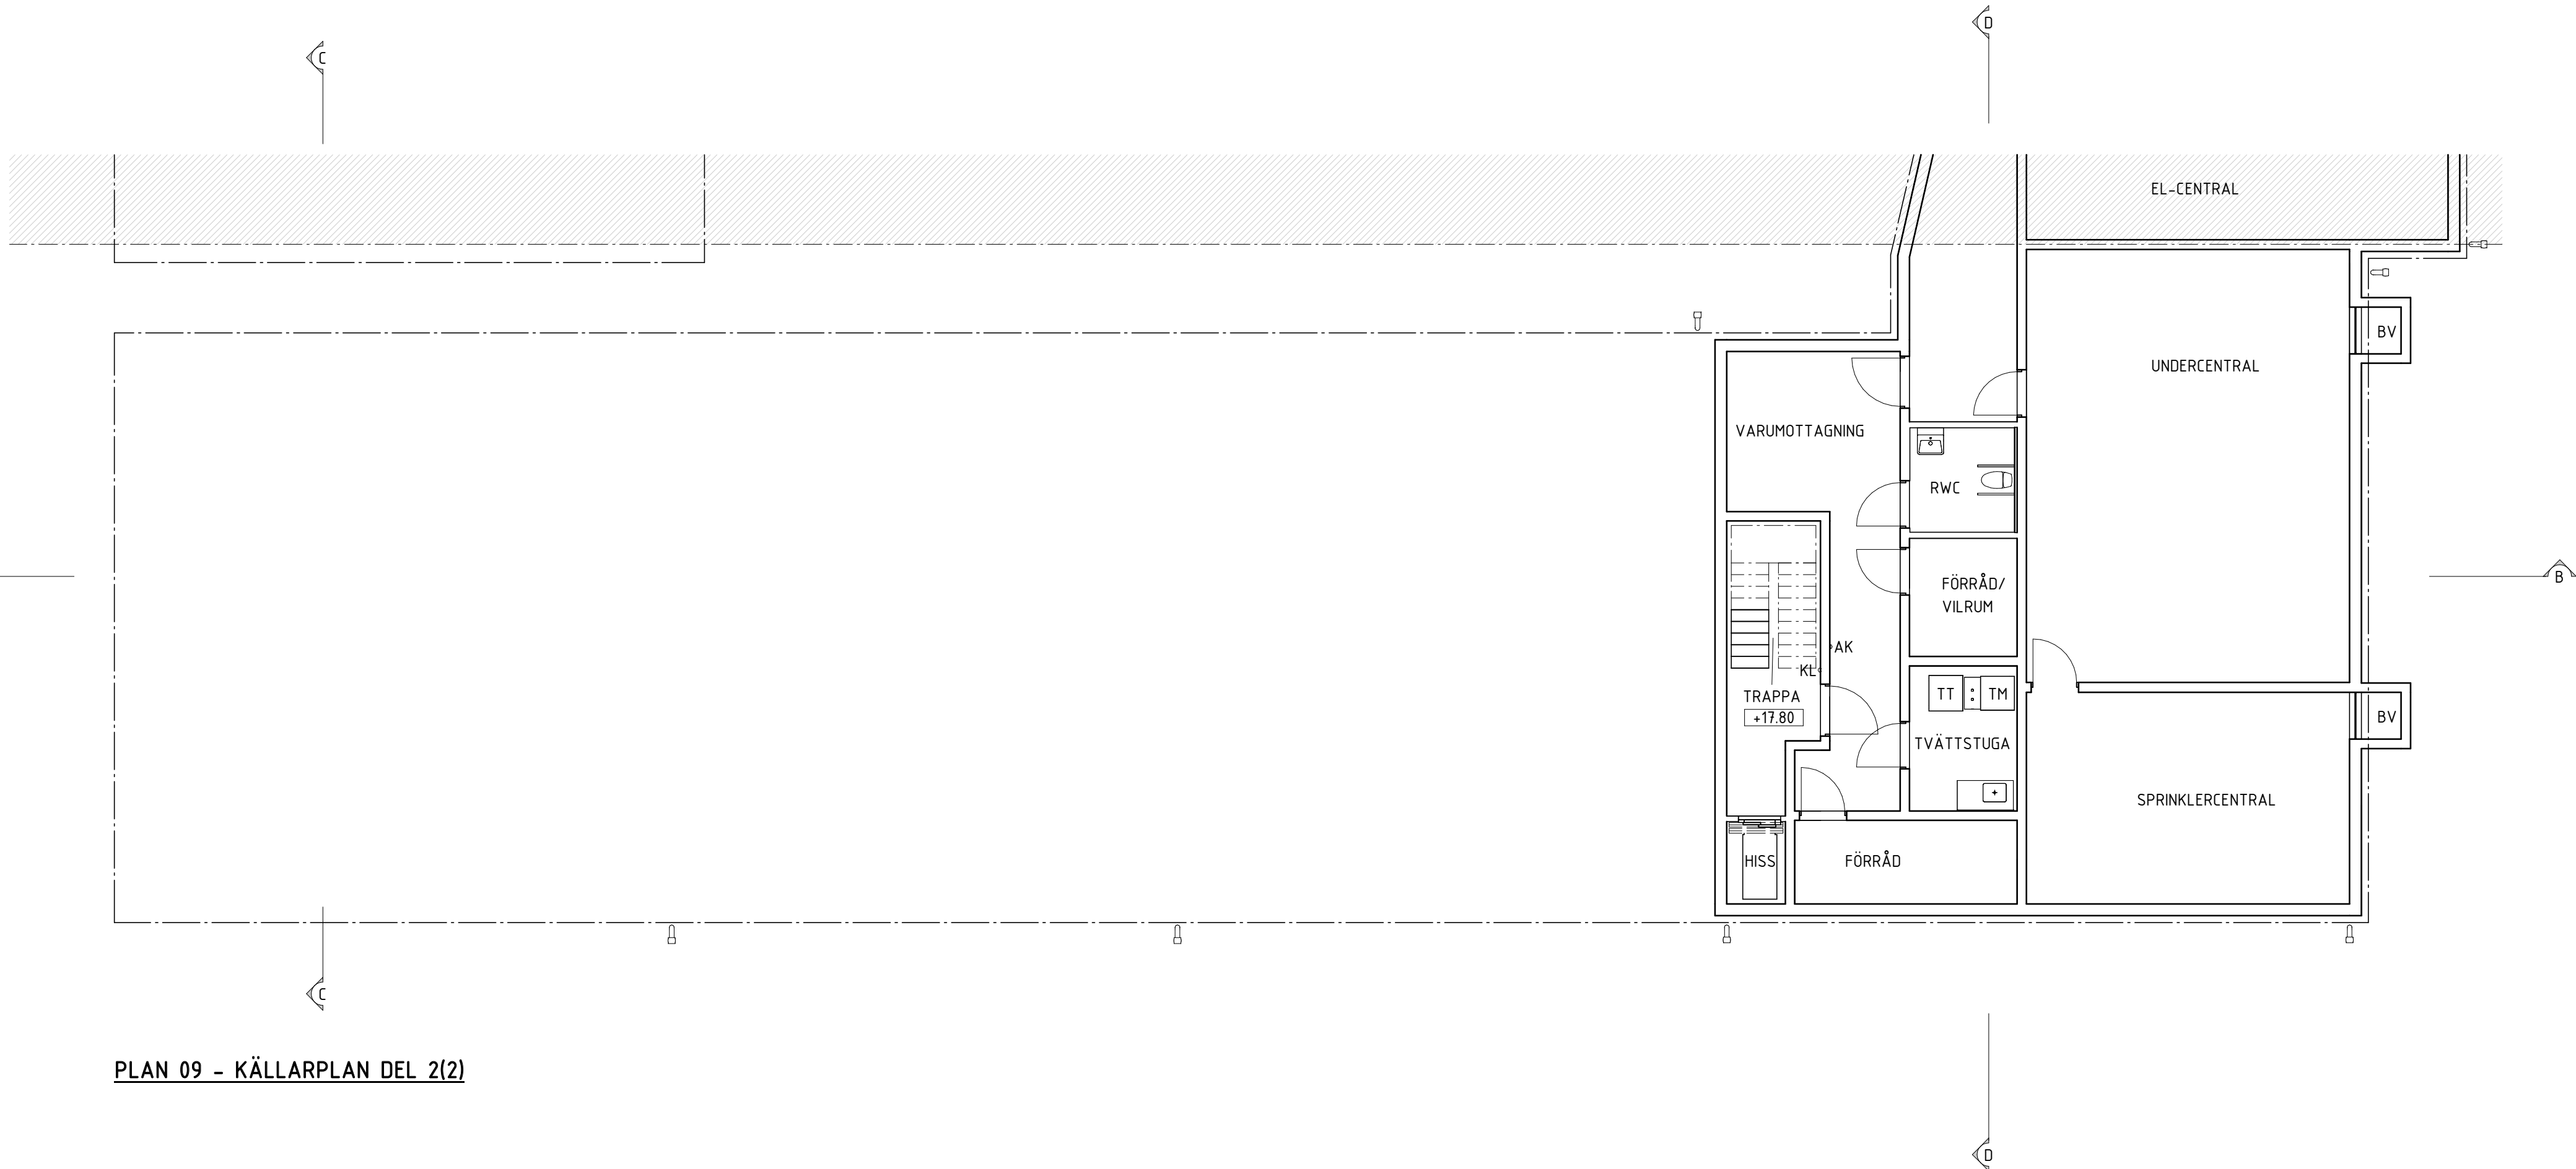 D
C
EL-CENTRAL
BV
UNDERCENTRAL
VARUMOTTAGNING
RWC
B
FÖRRÅD/
VILRUM
AK
KL
TRAPPA
+17.80
TT
TM
BV
TVÄTTSTUGA
SPRINKLERCENTRAL
HISS
FÖRRÅD
C
PLAN 09 - KÄLLARPLAN DEL 2(2)
D